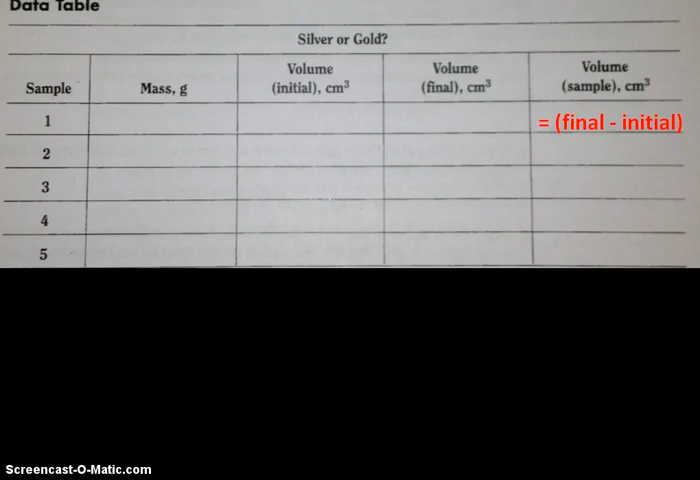 Data Table
Silver or Gold?
Sample Mass, g Volume (initial), cm³ Volume (final), cm³ Volume (sample), cm³
1 = (final - initial)
2
3
4
5
Screencast-O-Matic.com